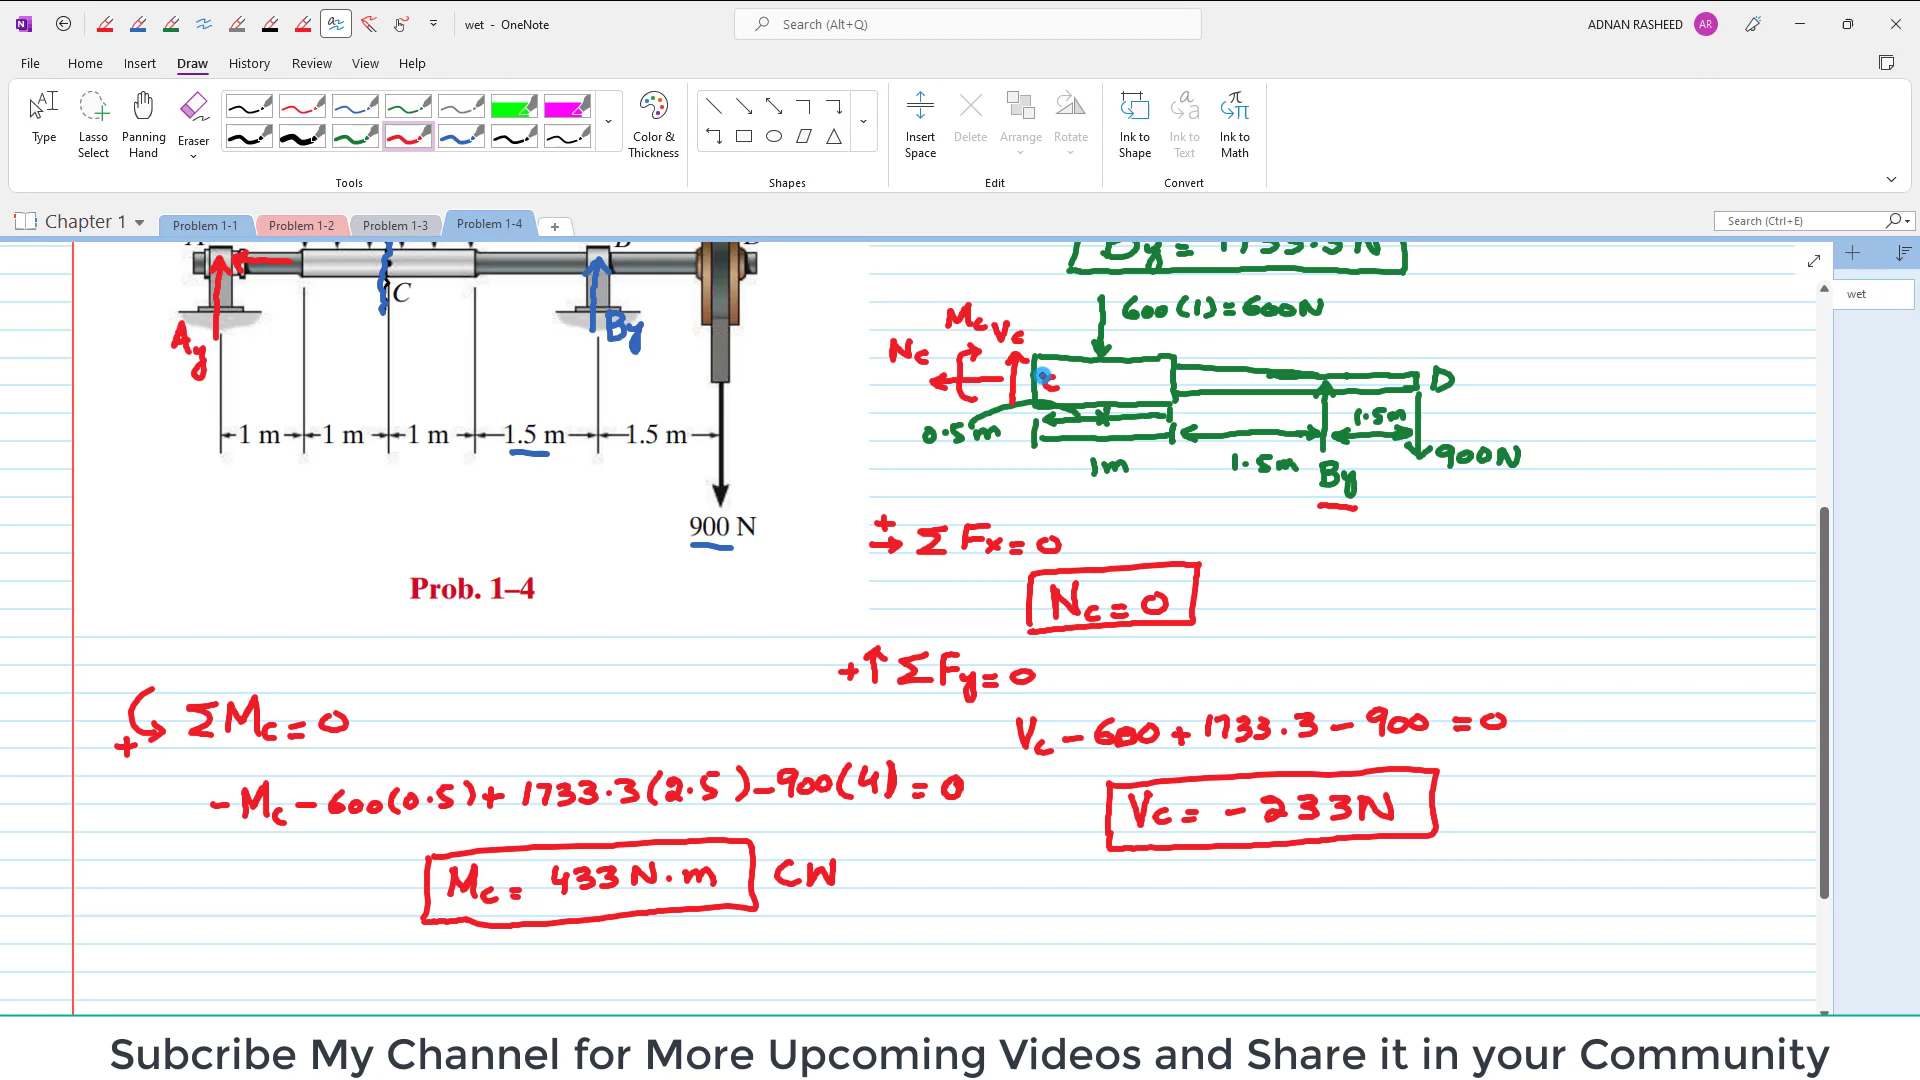 wet - OneNote
Search (Alt+Q)
ADNAN RASHEED AR
File Home Insert Draw History Review View Help
Type
Lasso Select
Panning Hand
Eraser
Color & Thickness
Insert Space
Delete
Arrange
Rotate
Ink to Shape
Ink to Text
Ink to Math
Tools
Shapes
Edit
Convert
Chapter 1
Problem 1-1
Problem 1-2
Problem 1-3
Problem 1-4
Search (Ctrl+E)
wet
By = 1733.3 N
C
Ay
By
1 m 1 m 1 m 1.5 m 1.5 m
900 N
Prob. 1–4
600(1)=600N
Mc
Vc
Nc
C
D
0.5m
1m
1.5m
1.5m
By
900N
+
→ ΣFx = 0
Nc = 0
+↑ ΣFy = 0
Vc - 600 + 1733.3 - 900 = 0
Vc = - 233N
+ ΣMc = 0
- Mc - 600(0.5) + 1733.3(2.5) - 900(4) = 0
Mc = 433 N.m CW
Subcribe My Channel for More Upcoming Videos and Share it in your Community